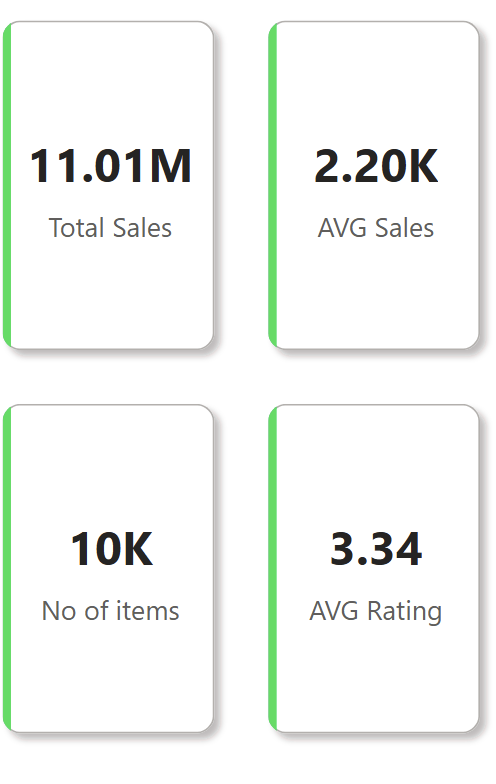 11.01M
Total Sales
2.20K
AVG Sales
10K
No of items
3.34
AVG Rating